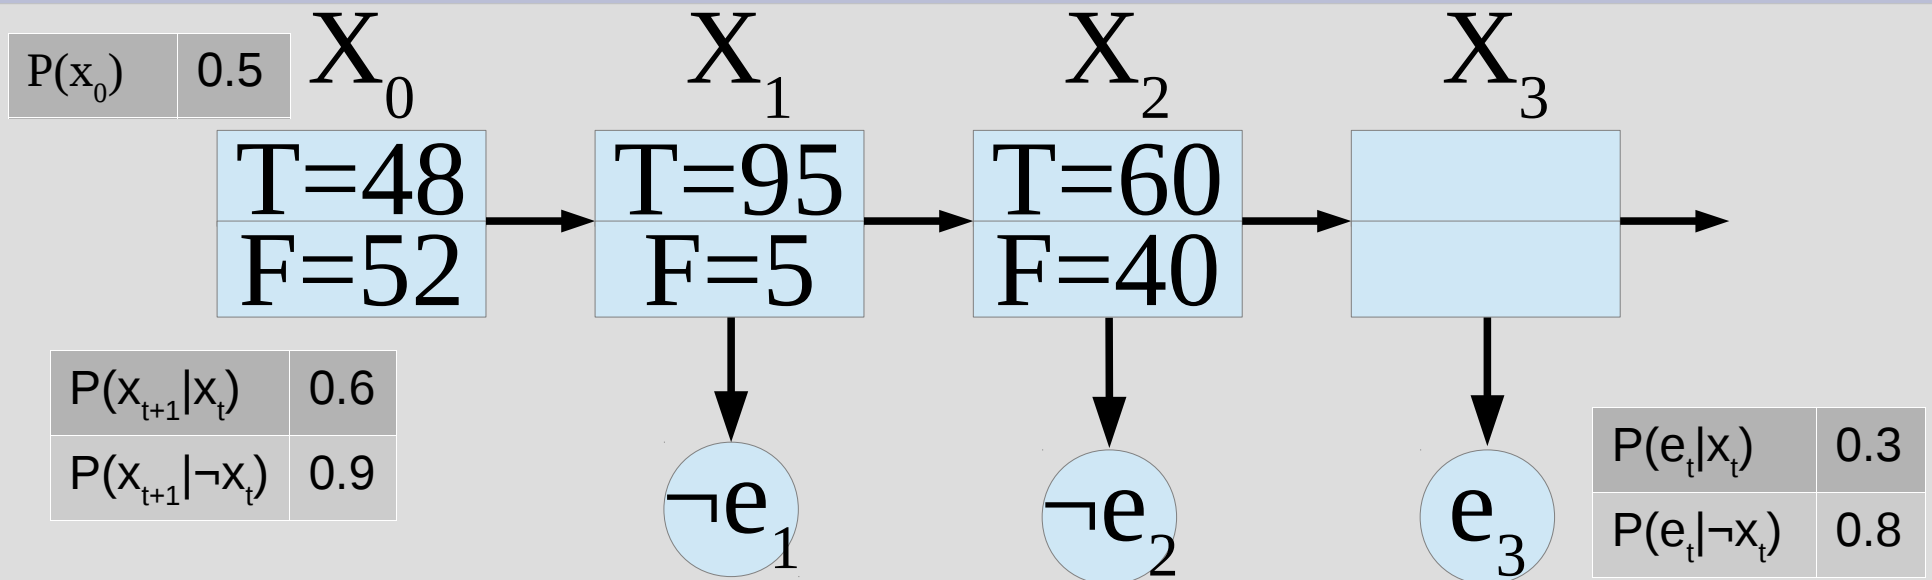 P(x0) 0.5
X0 X1 X2 X3
T=48 T=95 T=60
F=52 F=5 F=40
P(xt+1|xt) 0.6
P(xt+1|¬xt) 0.9
¬e1 ¬e2 e3
P(et|xt) 0.3
P(et|¬xt) 0.8